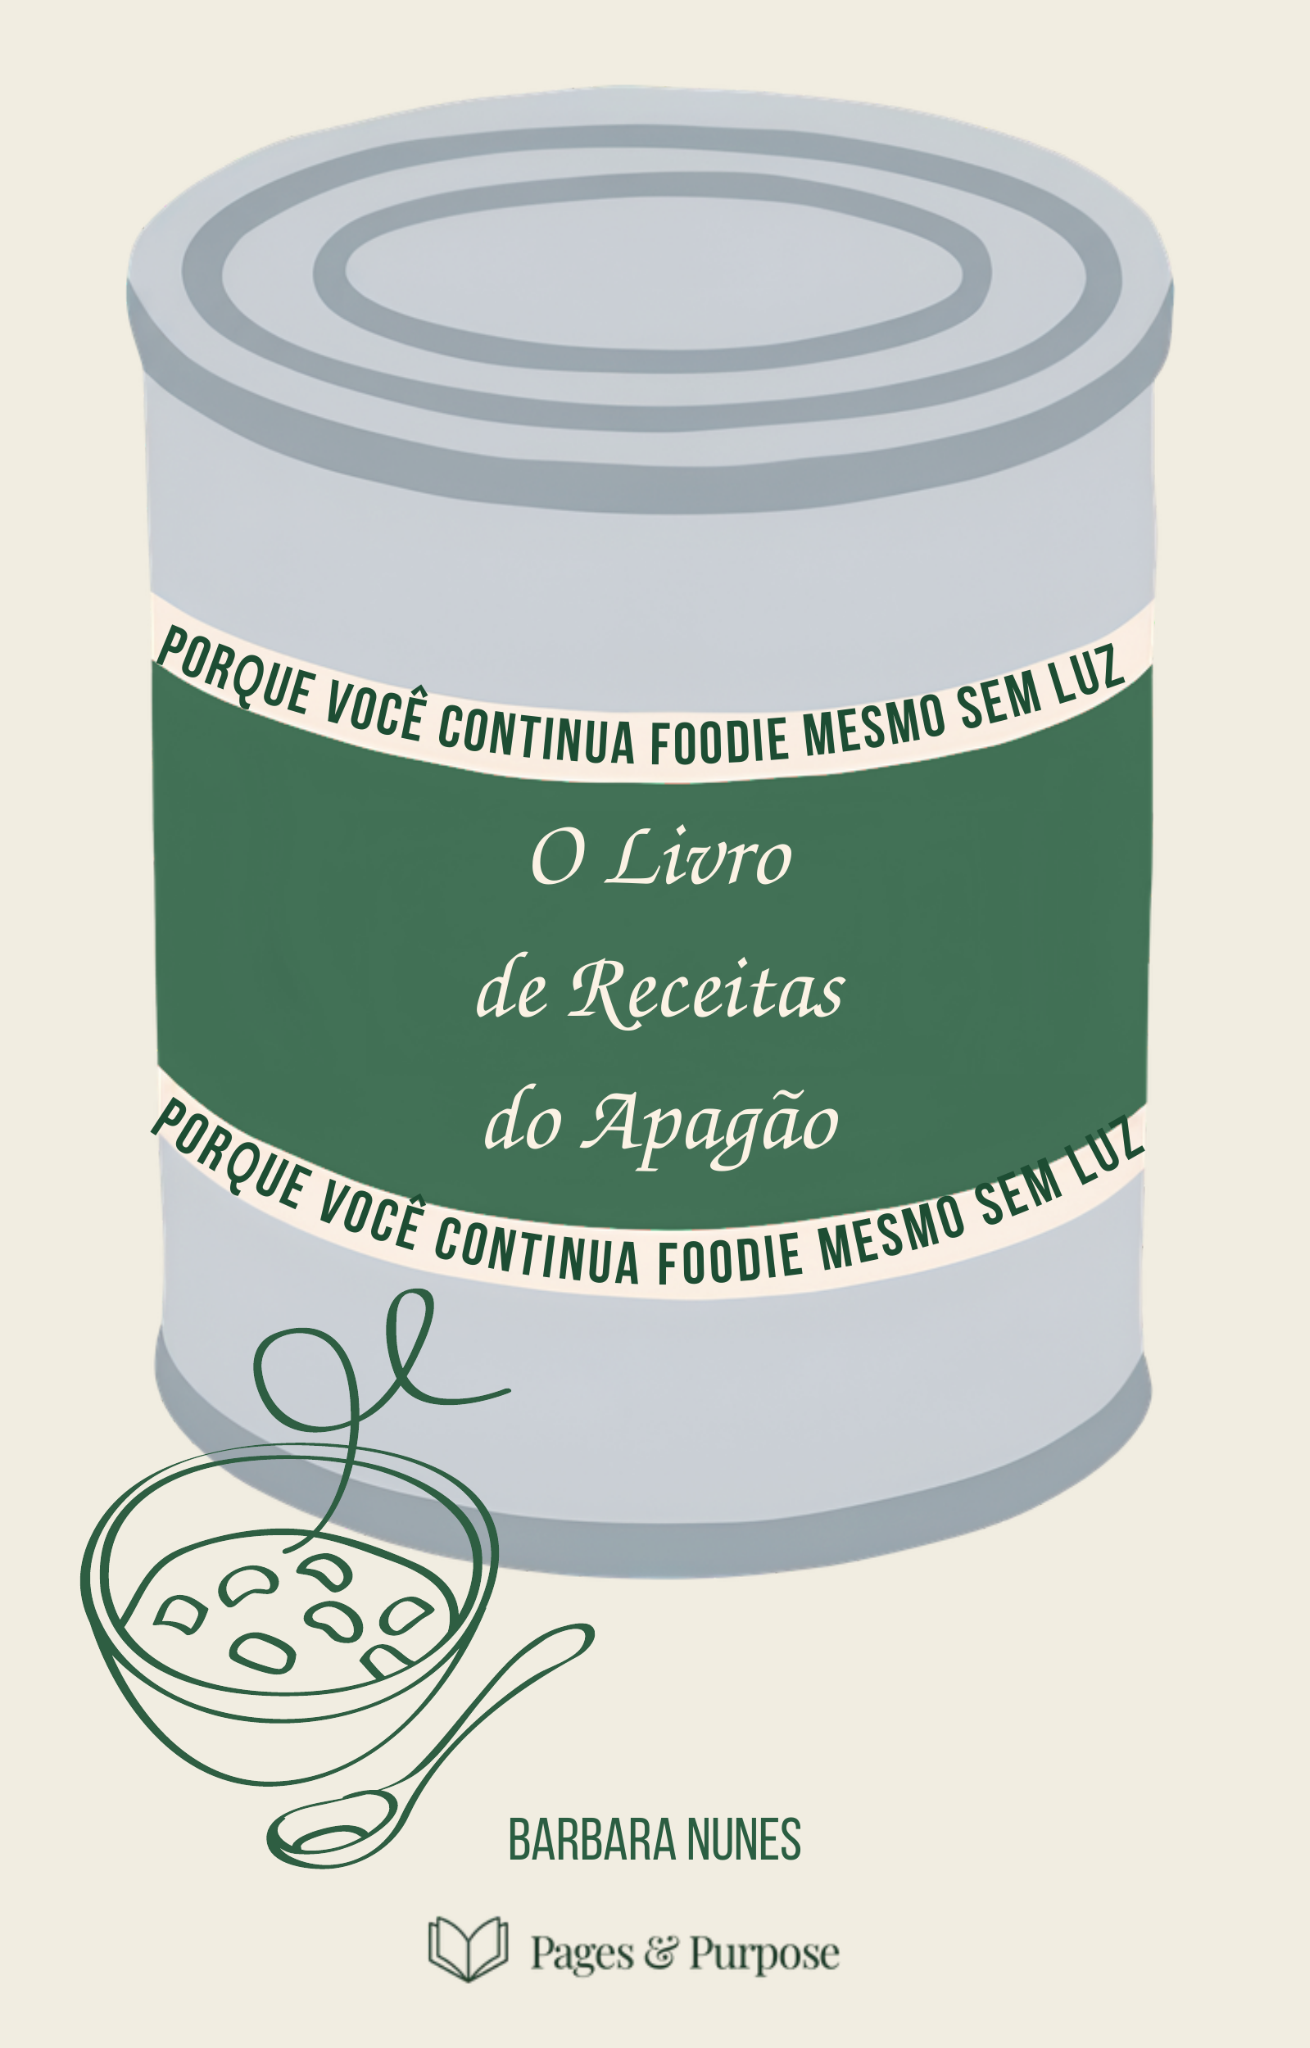 PORQUE VOCÊ CONTINUA FOODIE MESMO SEM LUZ
O Livro
de Receitas
do Apagão
PORQUE VOCÊ CONTINUA FOODIE MESMO SEM LUZ
BARBARA NUNES
Pages & Purpose